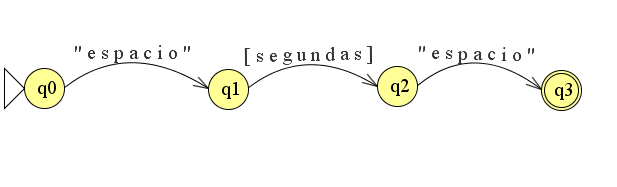 "espacio" [segundas] "espacio"
q0 q1 q2 q3